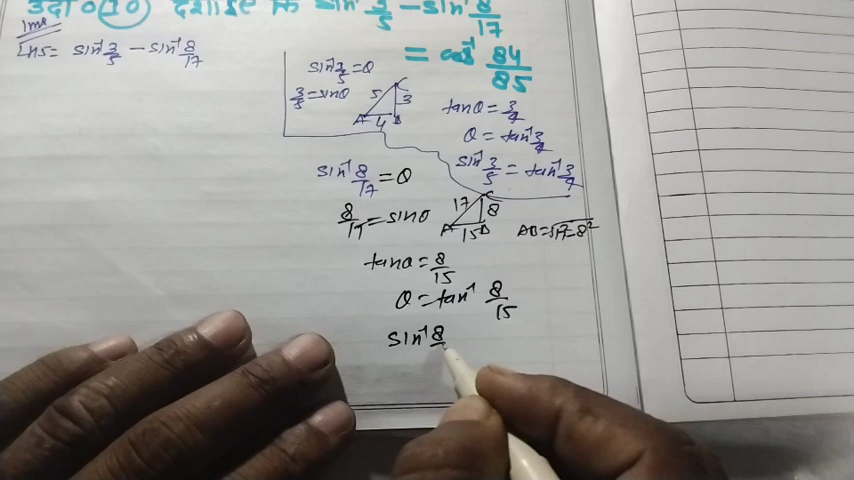 उदा० (10) दर्शाइए कि sin⁻¹ 3/5 − sin⁻¹ 8/17
= cos⁻¹ 84/85
Imp
Ans= sin⁻¹ 3/5 − sin⁻¹ 8/17
sin⁻¹ 3/5 = θ
3/5 = sinθ
5 C 3 A 4 B
tanθ = 3/4
θ = tan⁻¹ 3/4
sin⁻¹ 3/5 = tan⁻¹ 3/4
sin⁻¹ 8/17 = θ
8/17 = sinθ
17 C 8 A 15 B
AB = √17²−8²
tanθ = 8/15
θ = tan⁻¹ 8/15
sin⁻¹ 8